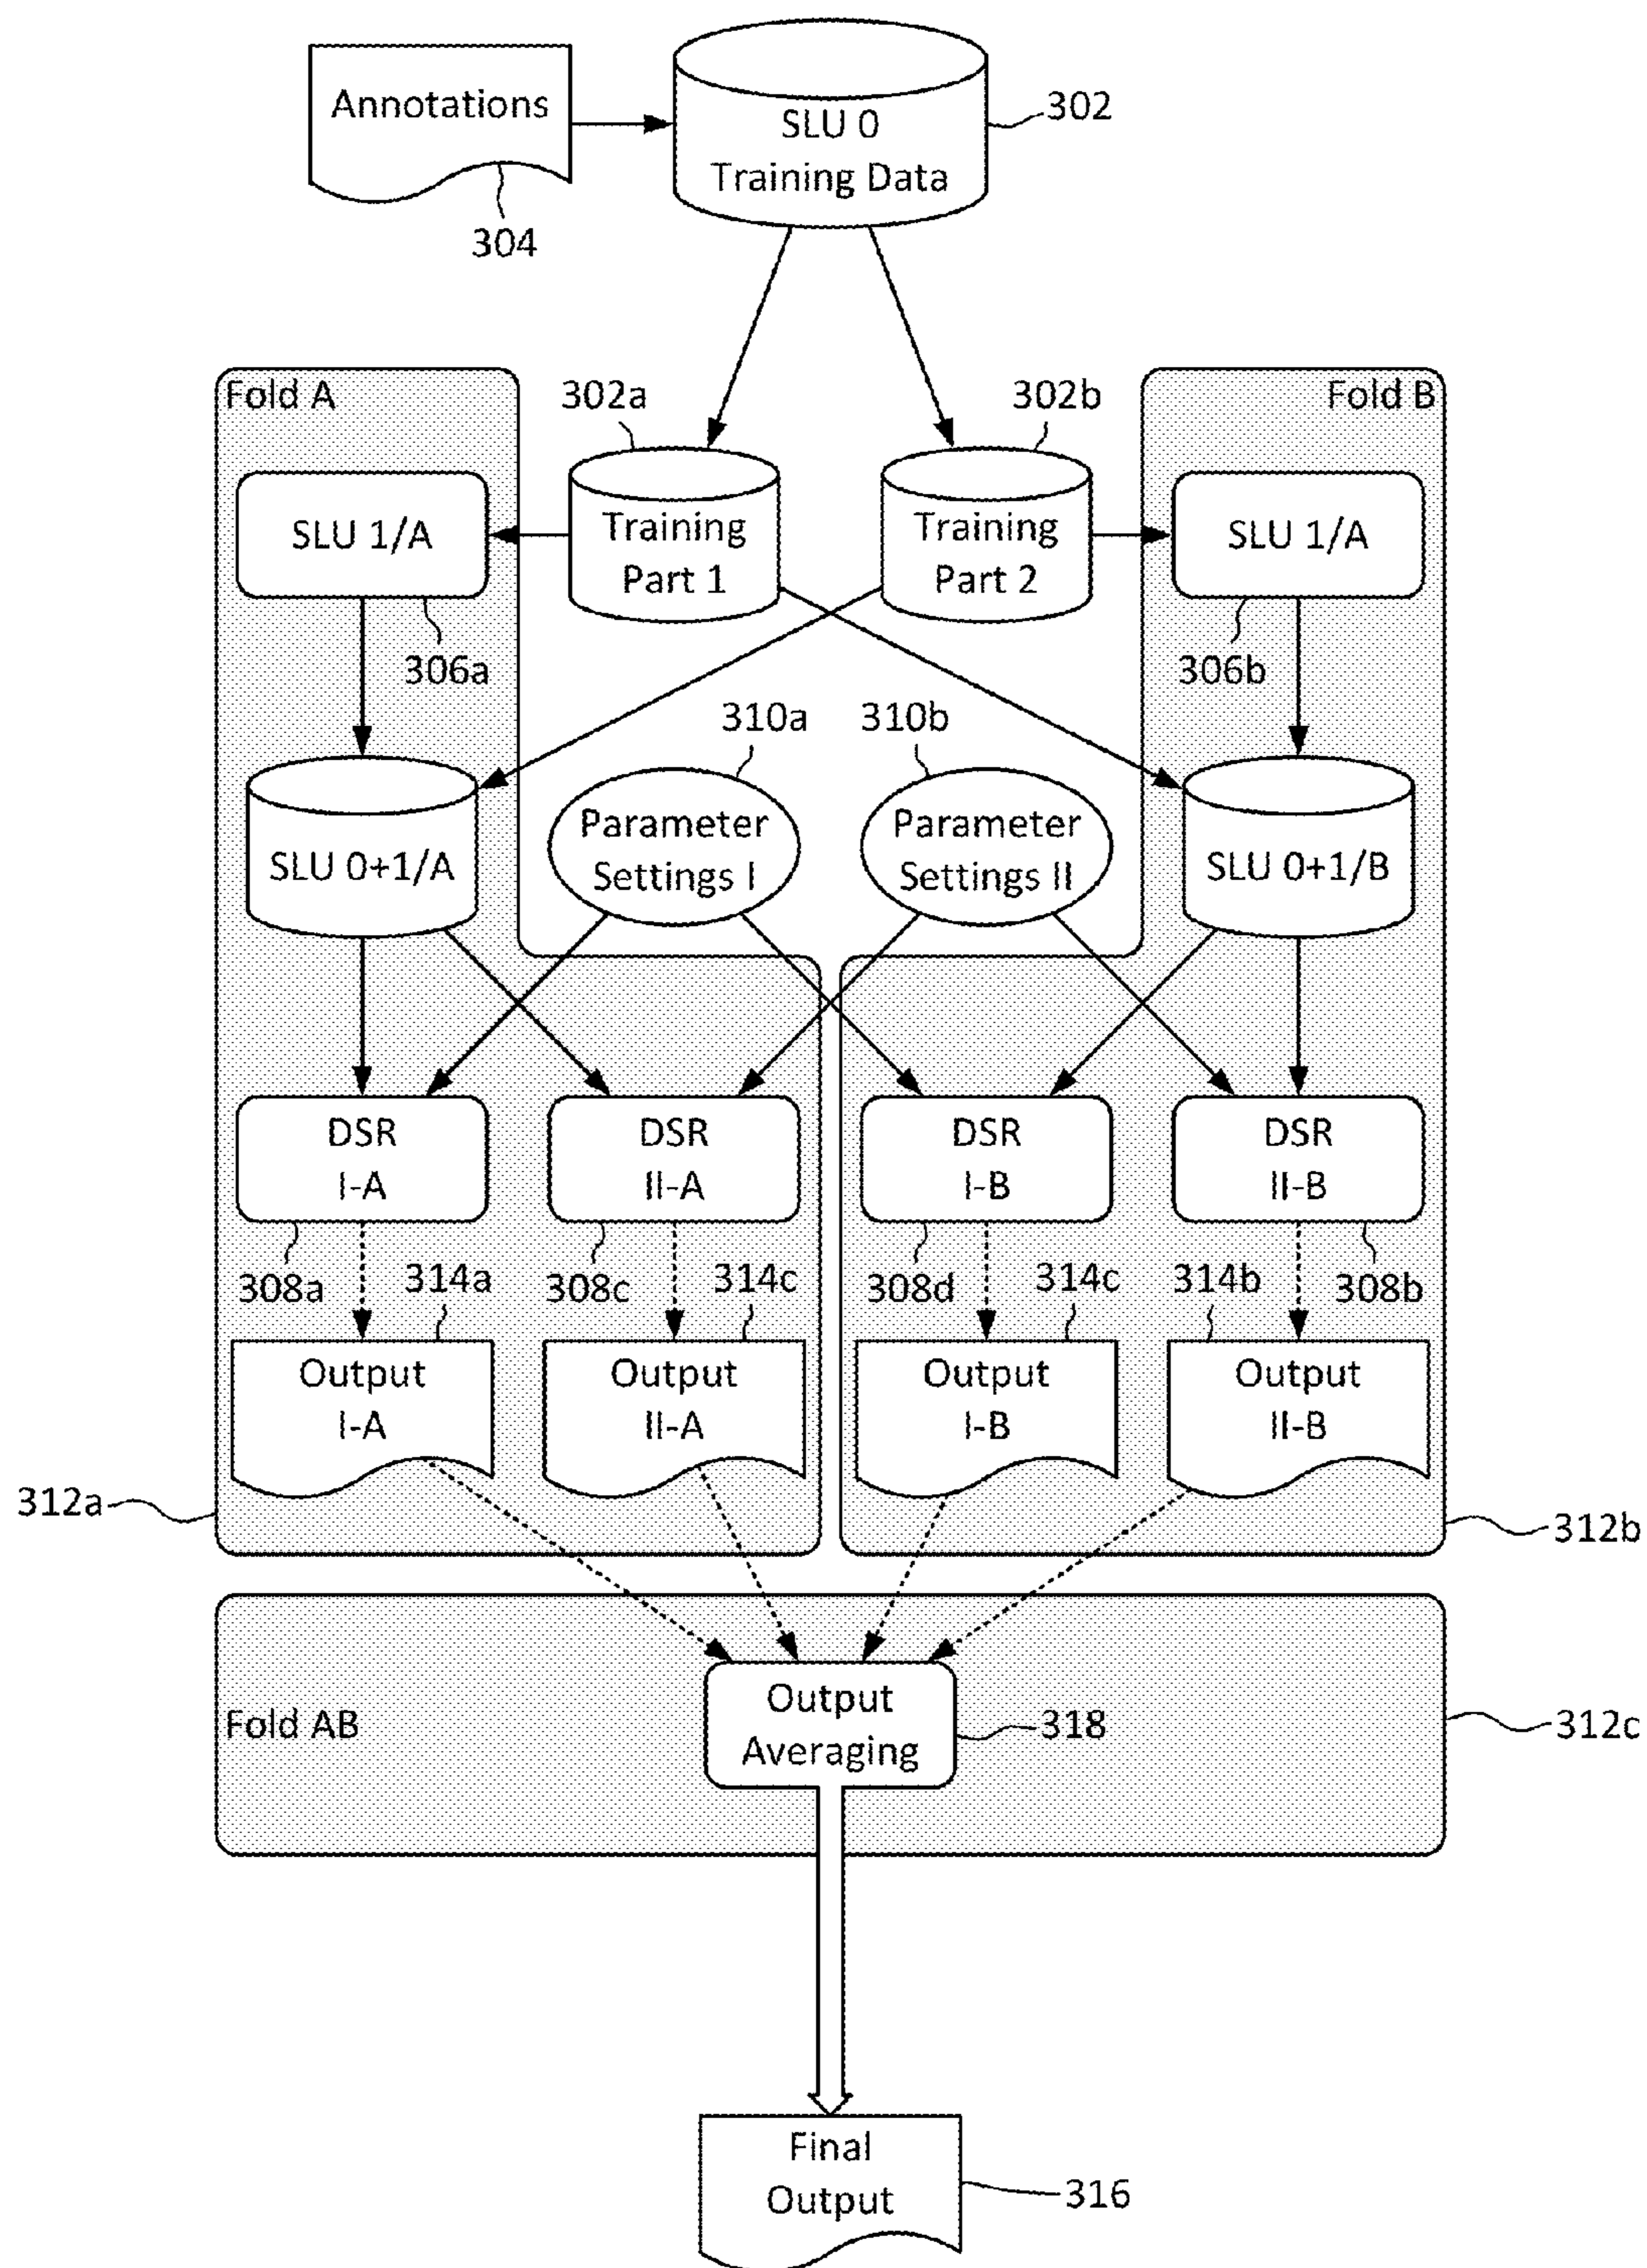 Annotations
SLU 0
Training Data
302
304
Fold A
302a
302b
Fold B
SLU 1/A
Training
Part 1
Training
Part 2
SLU 1/A
306a
306b
310a
310b
SLU 0+1/A
Parameter
Settings I
Parameter
Settings II
SLU 0+1/B
DSR
I-A
DSR
II-A
DSR
I-B
DSR
II-B
308a
314a
308c
314c
308d
314c
314b
308b
Output
I-A
Output
II-A
Output
I-B
Output
II-B
312a
312b
Fold AB
Output
Averaging
318
312c
Final
Output
316